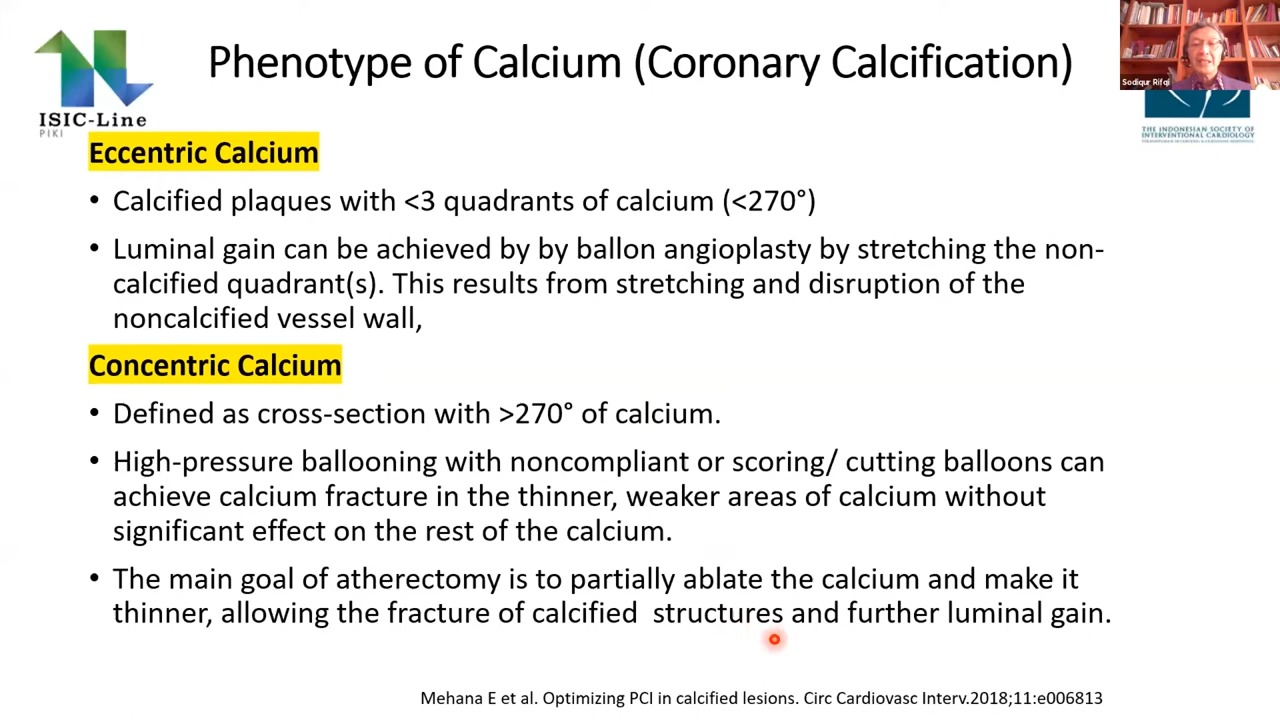 Phenotype of Calcium (Coronary Calcification)
Sodiqur Rifqi
ISIC-Line
PIKI
THE INDONESIAN SOCIETY OF
INTERVENTIONAL CARDIOLOGY
Eccentric Calcium
• Calcified plaques with <3 quadrants of calcium (<270°)
• Luminal gain can be achieved by by ballon angioplasty by stretching the non-
calcified quadrant(s). This results from stretching and disruption of the
noncalcified vessel wall,
Concentric Calcium
• Defined as cross-section with >270° of calcium.
• High-pressure ballooning with noncompliant or scoring/ cutting balloons can
achieve calcium fracture in the thinner, weaker areas of calcium without
significant effect on the rest of the calcium.
• The main goal of atherectomy is to partially ablate the calcium and make it
thinner, allowing the fracture of calcified structures and further luminal gain.
Mehana E et al. Optimizing PCI in calcified lesions. Circ Cardiovasc Interv.2018;11:e006813